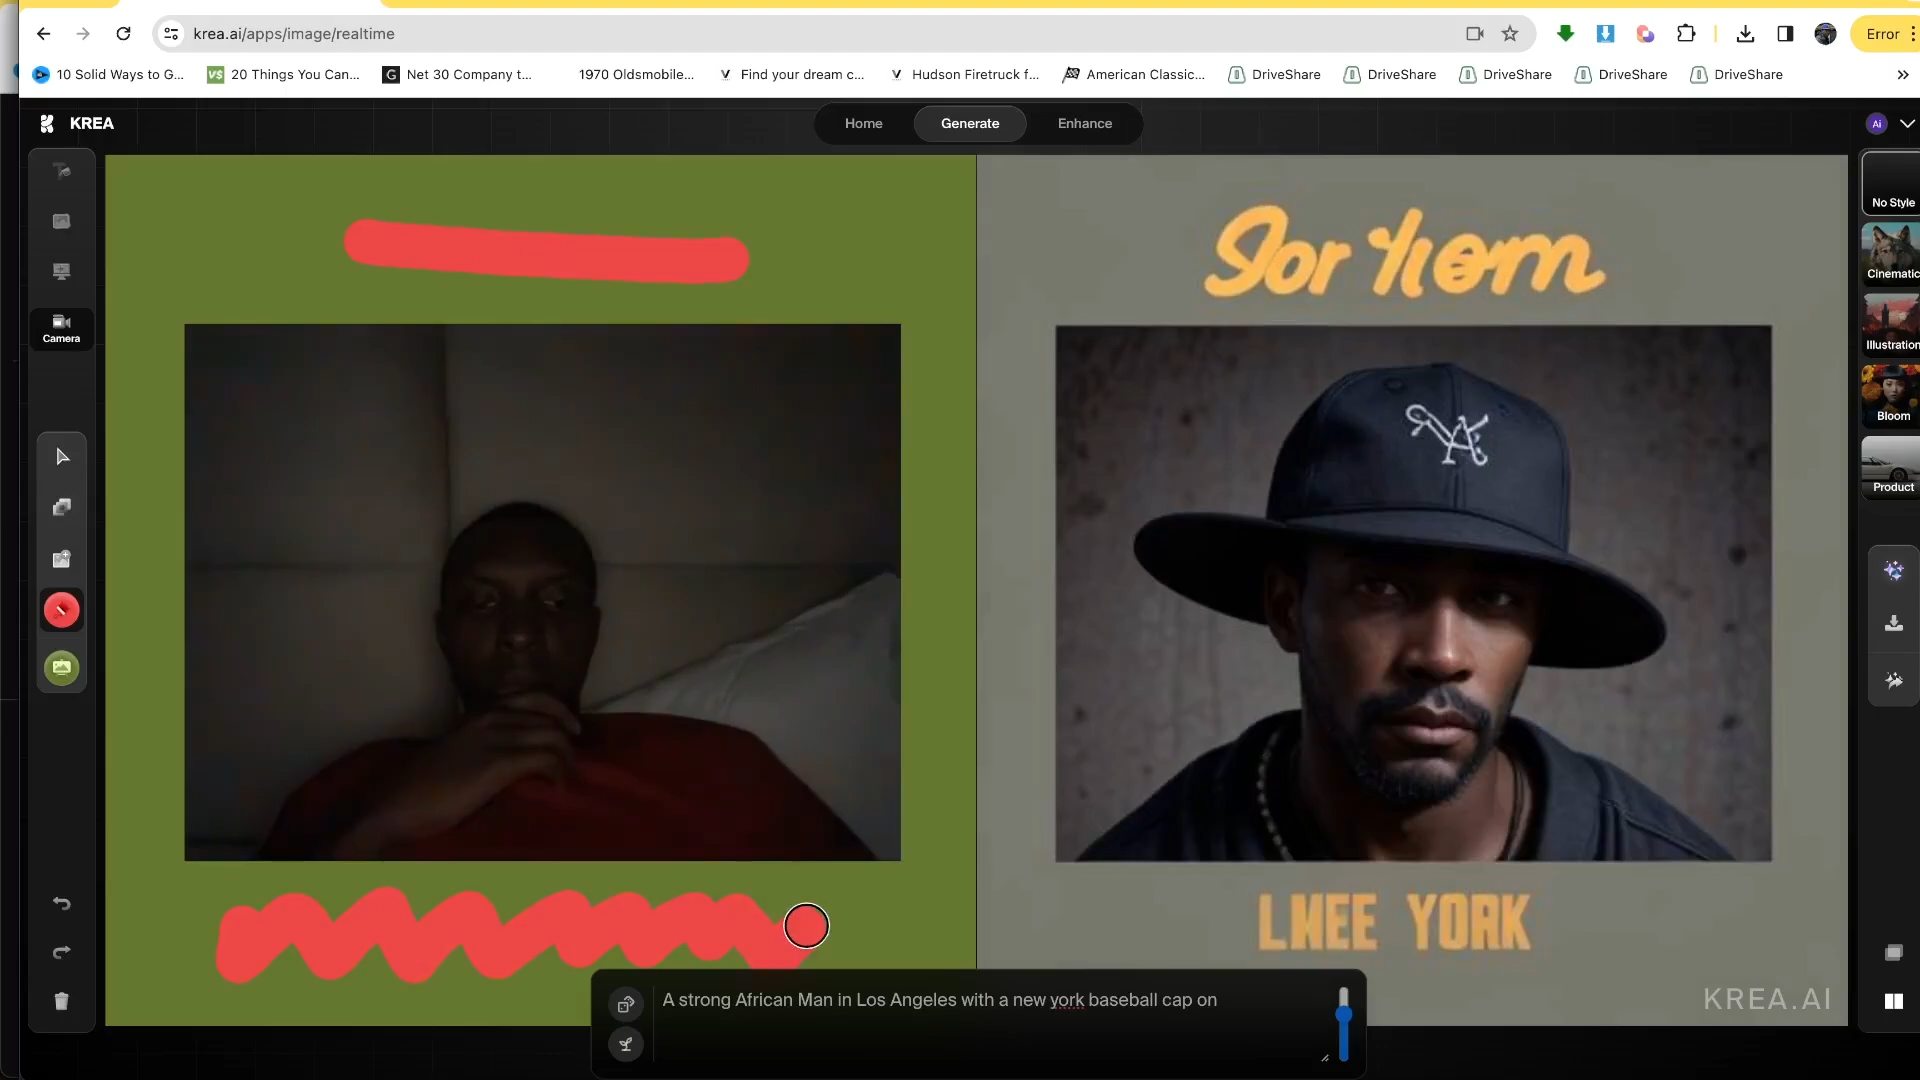 krea.ai/apps/image/realtime
Error
10 Solid Ways to G...
20 Things You Can...
Net 30 Company t...
1970 Oldsmobile...
Find your dream c...
Hudson Firetruck f...
American Classic...
DriveShare
DriveShare
DriveShare
DriveShare
DriveShare
KREA
Home
Generate
Enhance
Ai
No Style
Camera
Cinematic
Illustration
Bloom
Product
LNEE YORK
A strong African Man in Los Angeles with a new york baseball cap on
KREA.AI